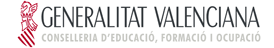 GENERALITAT VALENCIANA
CONSELLERIA D'EDUCACIÓ, FORMACIÓ I OCUPACIÓ